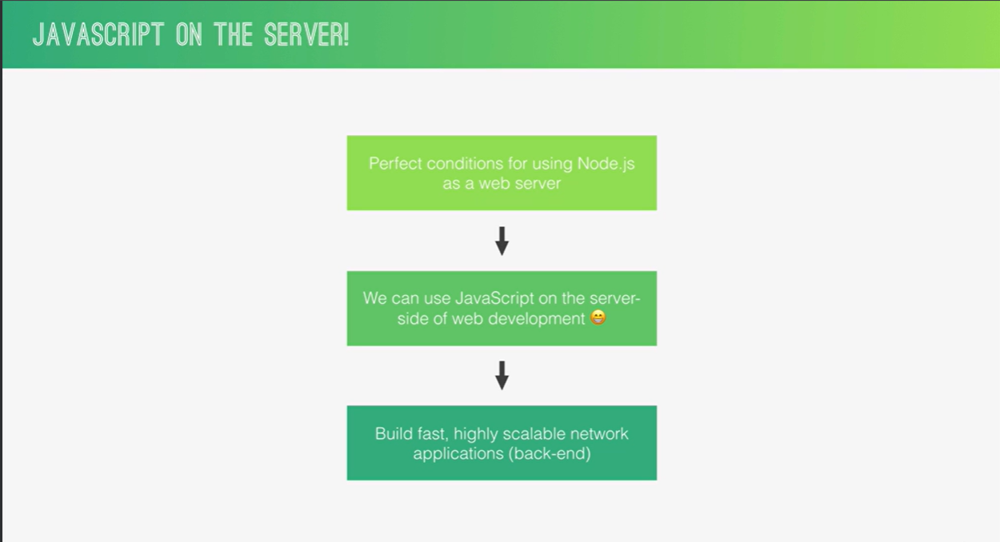 JAVASCRIPT ON THE SERVER!
Perfect conditions for using Node.js
as a web server
We can use JavaScript on the server-
side of web development 😁
Build fast, highly scalable network
applications (back-end)